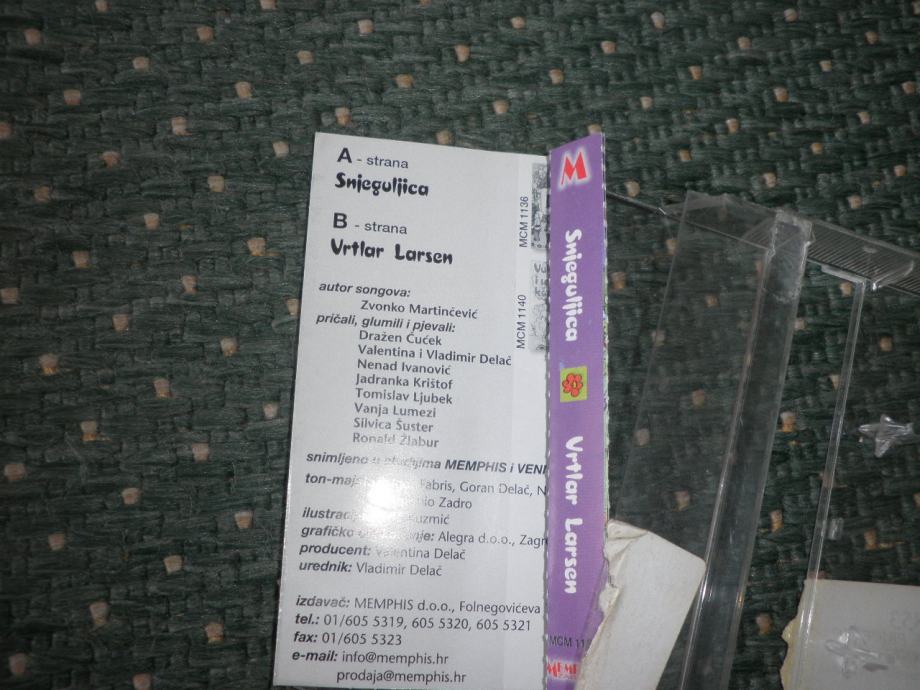 A - strana
Snjeguljica
B - strana
Vrtlar Larsen
autor songova:
Zvonko Martinčević
pričali, glumili i pjevali:
Dražen Čuček
Valentina i Vladimir Delač
Nenad Ivanović
Jadranka Krištof
Tomislav Ljubek
Vanja Lumezi
Silvica Šuster
Ronald Žlabur
snimljeno u studijima MEMPHIS i
Fabris, Goran Delač,
Zadro
grafičko Alegra d.o.o.,
producent: Valentina Delač
urednik: Vladimir Delač
izdavač: MEMPHIS d.o.o., Folnegovićeva
tel.: 01/605 5319, 605 5320, 605 5321
fax: 01/605 5323
e-mail: info@memphis.hr
prodaja@memphis.hr
MCM 1136
MCM 1140
M
Snjeguljica
Vrtlar Larsen
MCM